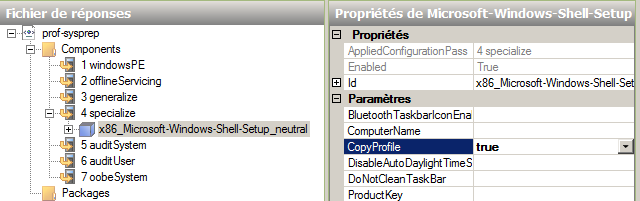 Fichier de réponses
prof-sysprep
Components
1 windowsPE
2 offlineServicing
3 generalize
4 specialize
x86_Microsoft-Windows-Shell-Setup_neutral
5 auditSystem
6 auditUser
7 oobeSystem
Packages
Propriétés de Microsoft-Windows-Shell-Setup
Propriétés
AppliedConfigurationPass 4 specialize
Enabled True
Id x86_Microsoft-Windows-Shell-Set
Paramètres
BluetoothTaskbarIconEna
ComputerName
CopyProfile true
DisableAutoDaylightTimeS
DoNotCleanTaskBar
ProductKey